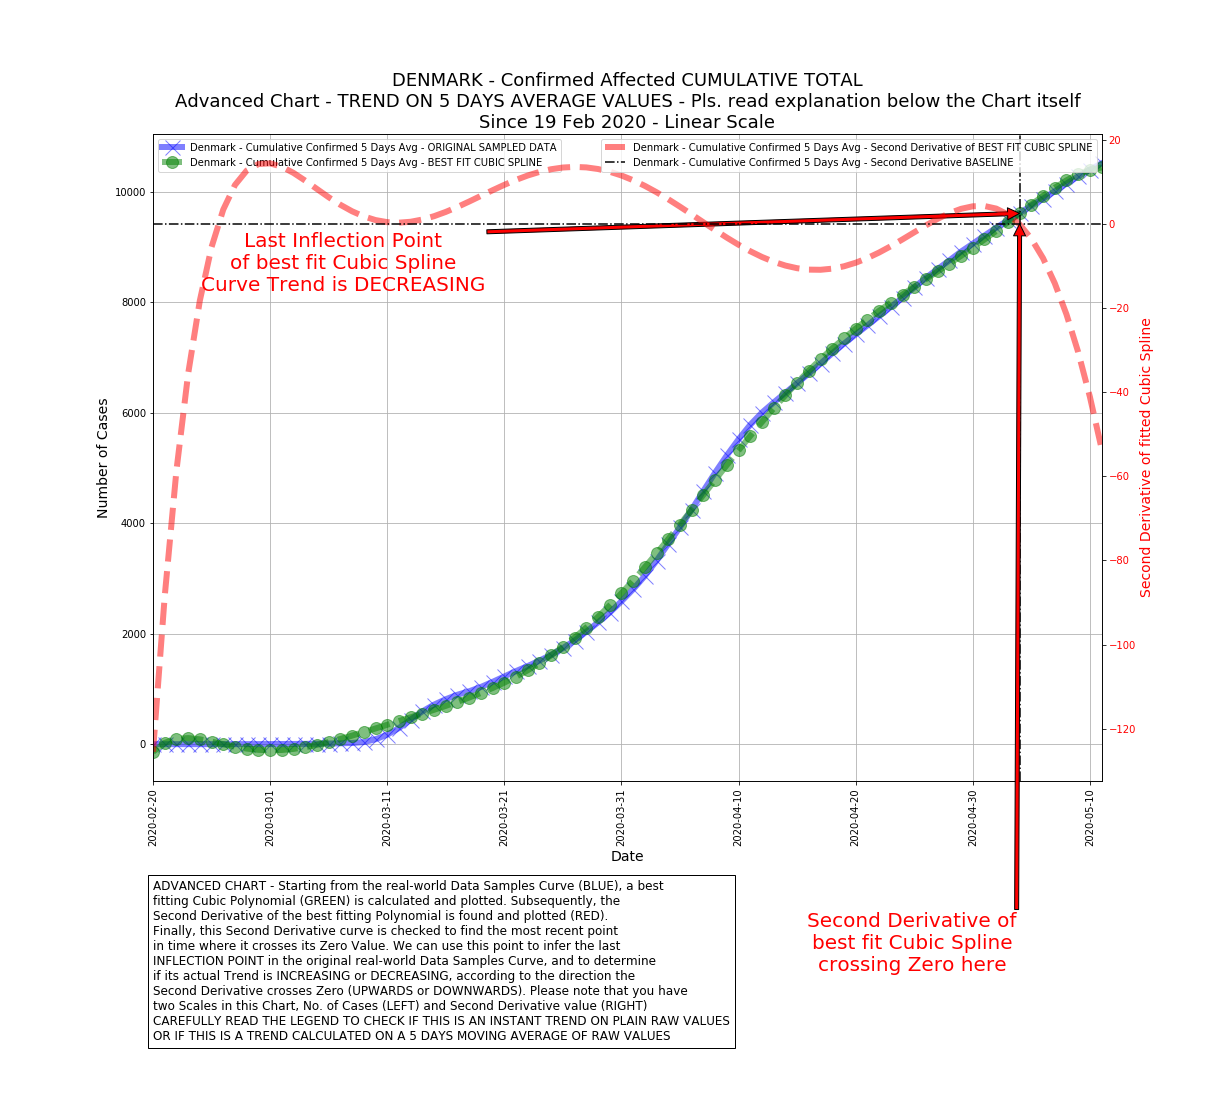 DENMARK - Confirmed Affected CUMULATIVE TOTAL
Advanced Chart - TREND ON 5 DAYS AVERAGE VALUES - Pls. read explanation below the Chart itself
Since 19 Feb 2020 - Linear Scale
Denmark - Cumulative Confirmed 5 Days Avg - ORIGINAL SAMPLED DATA
Denmark - Cumulative Confirmed 5 Days Avg - BEST FIT CUBIC SPLINE
Denmark - Cumulative Confirmed 5 Days Avg - Second Derivative of BEST FIT CUBIC SPLINE
Denmark - Cumulative Confirmed 5 Days Avg - Second Derivative BASELINE
Last Inflection Point
of best fit Cubic Spline
Curve Trend is DECREASING
Number of Cases
10000
8000
6000
4000
2000
0
20
0
−20
−40
−60
−80
−100
−120
Second Derivative of fitted Cubic Spline
2020-02-20
2020-03-01
2020-03-11
2020-03-21
2020-03-31
2020-04-10
2020-04-20
2020-04-30
2020-05-10
Date
ADVANCED CHART - Starting from the real-world Data Samples Curve (BLUE), a best
fitting Cubic Polynomial (GREEN) is calculated and plotted. Subsequently, the
Second Derivative of the best fitting Polynomial is found and plotted (RED).
Finally, this Second Derivative curve is checked to find the most recent point
in time where it crosses its Zero Value. We can use this point to infer the last
INFLECTION POINT in the original real-world Data Samples Curve, and to determine
if its actual Trend is INCREASING or DECREASING, according to the direction the
Second Derivative crosses Zero (UPWARDS or DOWNWARDS). Please note that you have
two Scales in this Chart, No. of Cases (LEFT) and Second Derivative value (RIGHT)
CAREFULLY READ THE LEGEND TO CHECK IF THIS IS AN INSTANT TREND ON PLAIN RAW VALUES
OR IF THIS IS A TREND CALCULATED ON A 5 DAYS MOVING AVERAGE OF RAW VALUES
Second Derivative of
best fit Cubic Spline
crossing Zero here